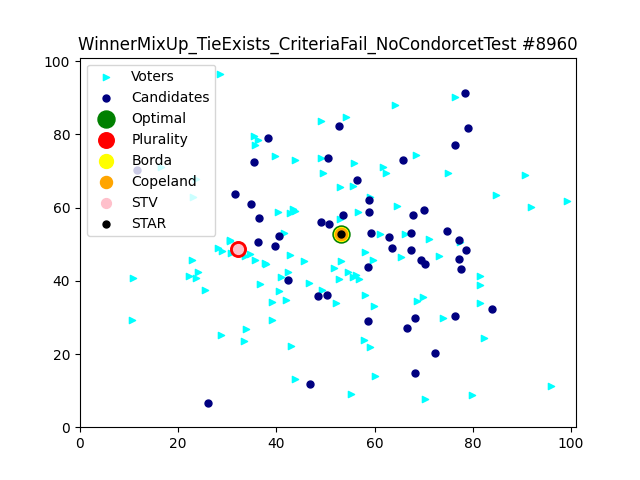 WinnerMixUp_TieExists_CriteriaFail_NoCondorcetTest #8960
100
80
60
40
20
0
Voters
Candidates
Optimal
Plurality
Borda
Copeland
STV
STAR
0 20 40 60 80 100